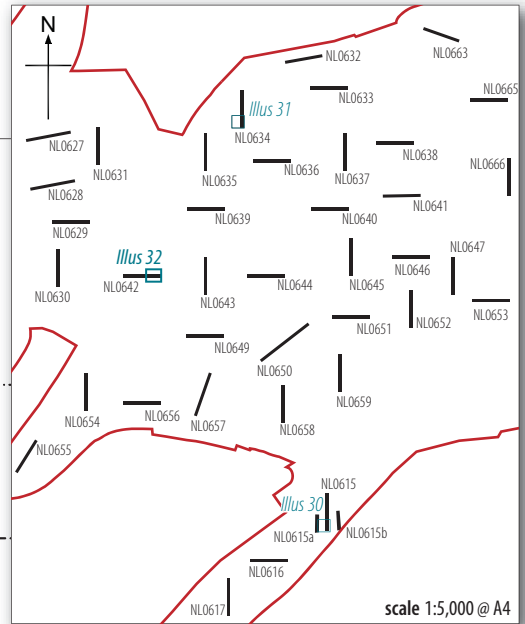 N
NL0663
NL0632
NL0665
NL0633
Illus 31
NL0634
NL0627
NL0638
NL0631
NL0636
NL0666
NL0635
NL0637
NL0628
NL0641
NL0639
NL0640
NL0629
NL0647
Illus 32
NL0646
NL0642
NL0644
NL0645
NL0630
NL0643
NL0653
NL0652
NL0651
NL0649
NL0650
NL0659
NL0654
NL0656
NL0657
NL0658
NL0655
NL0615
Illus 30
NL0615a
NL0615b
NL0616
NL0617
scale 1:5,000 @ A4